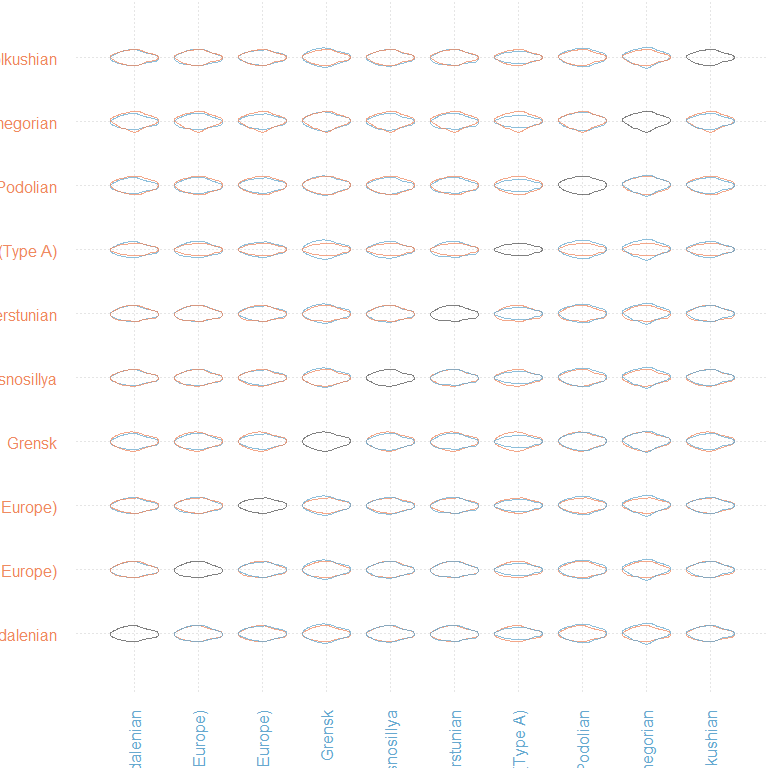 lkushian
negorian
Podolian
(Type A)
erstunian
snosillya
Grensk
Europe)
Europe)
dalenian
dalenian
Europe)
Europe)
Grensk
snosillya
rstunian
(Type A)
Podolian
negorian
kushian